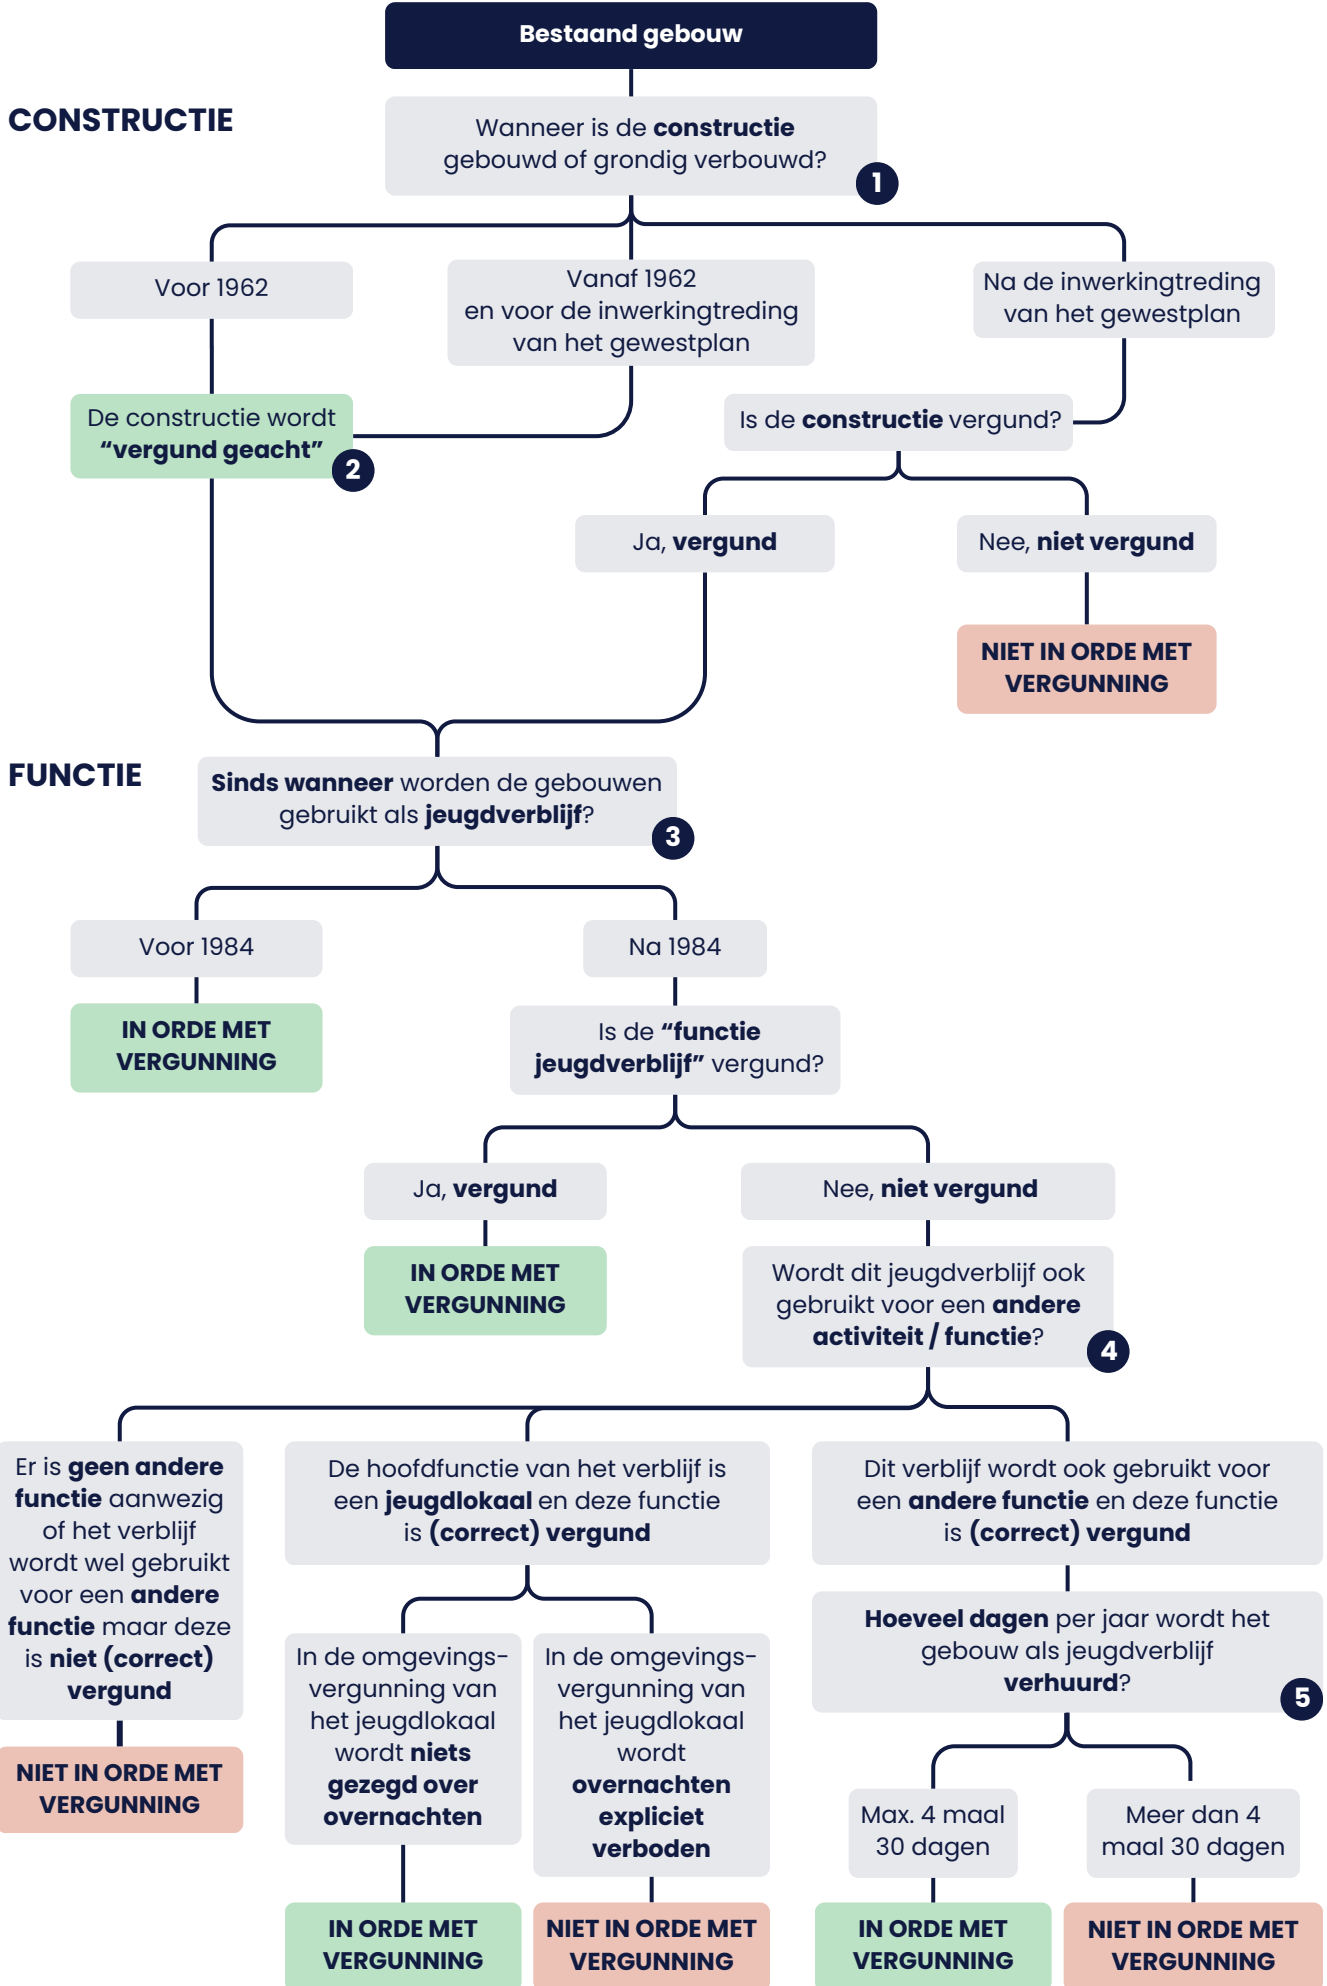 Bestaand gebouw
CONSTRUCTIE
Wanneer is de constructie
gebouwd of grondig verbouwd?
1
Voor 1962
Vanaf 1962
en voor de inwerkingtreding
van het gewestplan
Na de inwerkingtreding
van het gewestplan
De constructie wordt
“vergund geacht”
2
Is de constructie vergund?
Ja, vergund
Nee, niet vergund
NIET IN ORDE MET
VERGUNNING
FUNCTIE
Sinds wanneer worden de gebouwen
gebruikt als jeugdverblijf?
3
Voor 1984
Na 1984
IN ORDE MET
VERGUNNING
Is de “functie
jeugdverblijf” vergund?
Ja, vergund
Nee, niet vergund
IN ORDE MET
VERGUNNING
Wordt dit jeugdverblijf ook
gebruikt voor een andere
activiteit / functie?
4
Er is geen andere
functie aanwezig
of het verblijf
wordt wel gebruikt
voor een andere
functie maar deze
is niet (correct)
vergund
NIET IN ORDE MET
VERGUNNING
De hoofdfunctie van het verblijf is
een jeugdlokaal en deze functie
is (correct) vergund
In de omgevings-
vergunning van
het jeugdlokaal
wordt niets
gezegd over
overnachten
IN ORDE MET
VERGUNNING
In de omgevings-
vergunning van
het jeugdlokaal
wordt
overnachten
expliciet
verboden
NIET IN ORDE MET
VERGUNNING
Dit verblijf wordt ook gebruikt voor
een andere functie en deze functie
is (correct) vergund
Hoeveel dagen per jaar wordt het
gebouw als jeugdverblijf
verhuurd?
5
Max. 4 maal
30 dagen
IN ORDE MET
VERGUNNING
Meer dan 4
maal 30 dagen
NIET IN ORDE MET
VERGUNNING